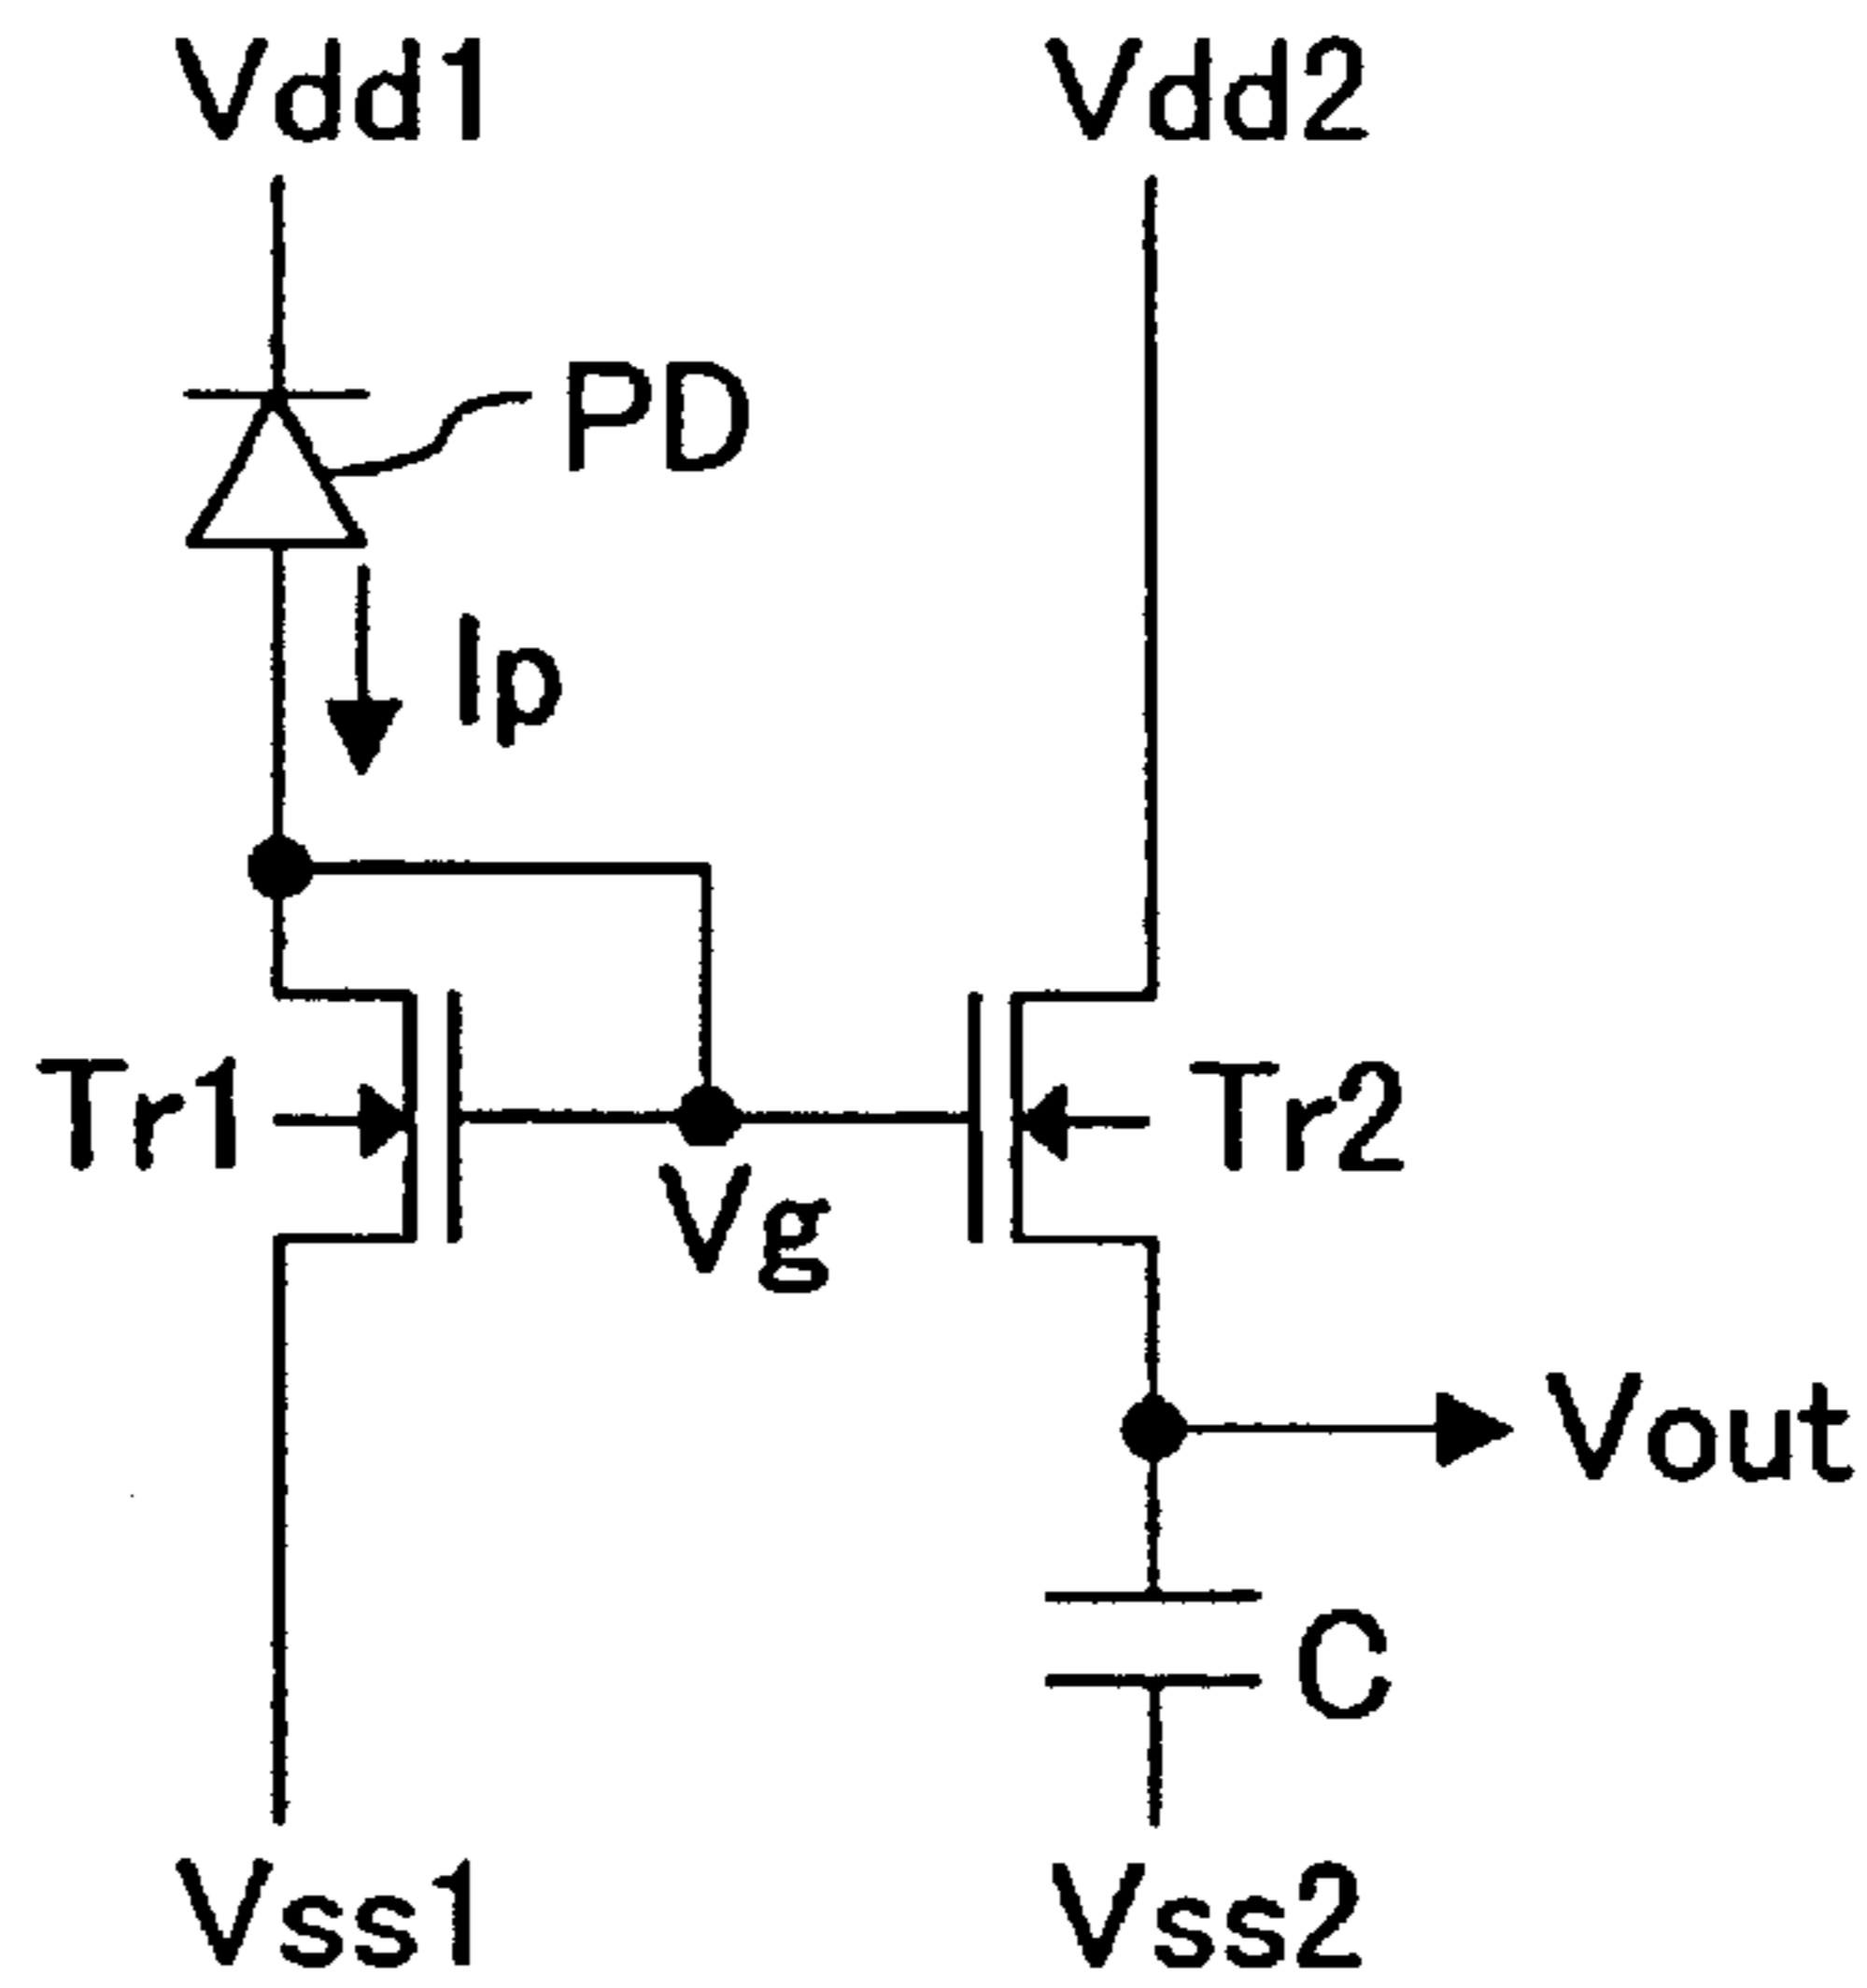 Vdd1 Vdd2
PD
Ip
Tr1 Tr2
Vg
Vout
C
Vss1 Vss2